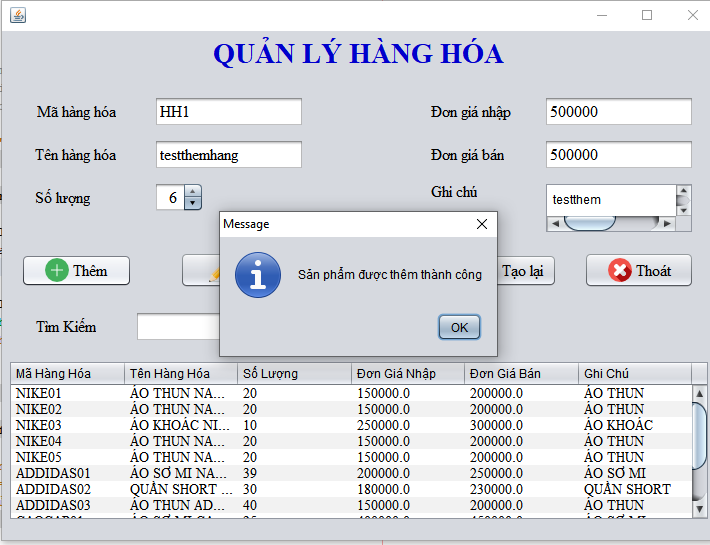 QUẢN LÝ HÀNG HÓA
Mã hàng hóa HH1 Đơn giá nhập 500000
Tên hàng hóa testthemhang Đơn giá bán 500000
Số lượng 6 Ghi chú testthem
Message
Sản phẩm được thêm thành công
OK
Thêm Tạo lại Thoát
Tìm Kiếm
Mã Hàng Hóa Tên Hàng Hóa Số Lượng Đơn Giá Nhập Đơn Giá Bán Ghi Chú
NIKE01 ÁO THUN NA... 20 150000.0 200000.0 ÁO THUN
NIKE02 ÁO THUN NA... 20 150000.0 200000.0 ÁO THUN
NIKE03 ÁO KHOÁC NI... 10 250000.0 300000.0 ÁO KHOÁC
NIKE04 ÁO THUN NA... 20 150000.0 200000.0 ÁO THUN
NIKE05 ÁO THUN NA... 20 150000.0 200000.0 ÁO THUN
ADDIDAS01 ÁO SƠ MI NA... 39 200000.0 250000.0 ÁO SƠ MI
ADDIDAS02 QUẦN SHORT ... 30 180000.0 230000.0 QUẦN SHORT
ADDIDAS03 ÁO THUN AD... 40 150000.0 200000.0 ÁO THUN